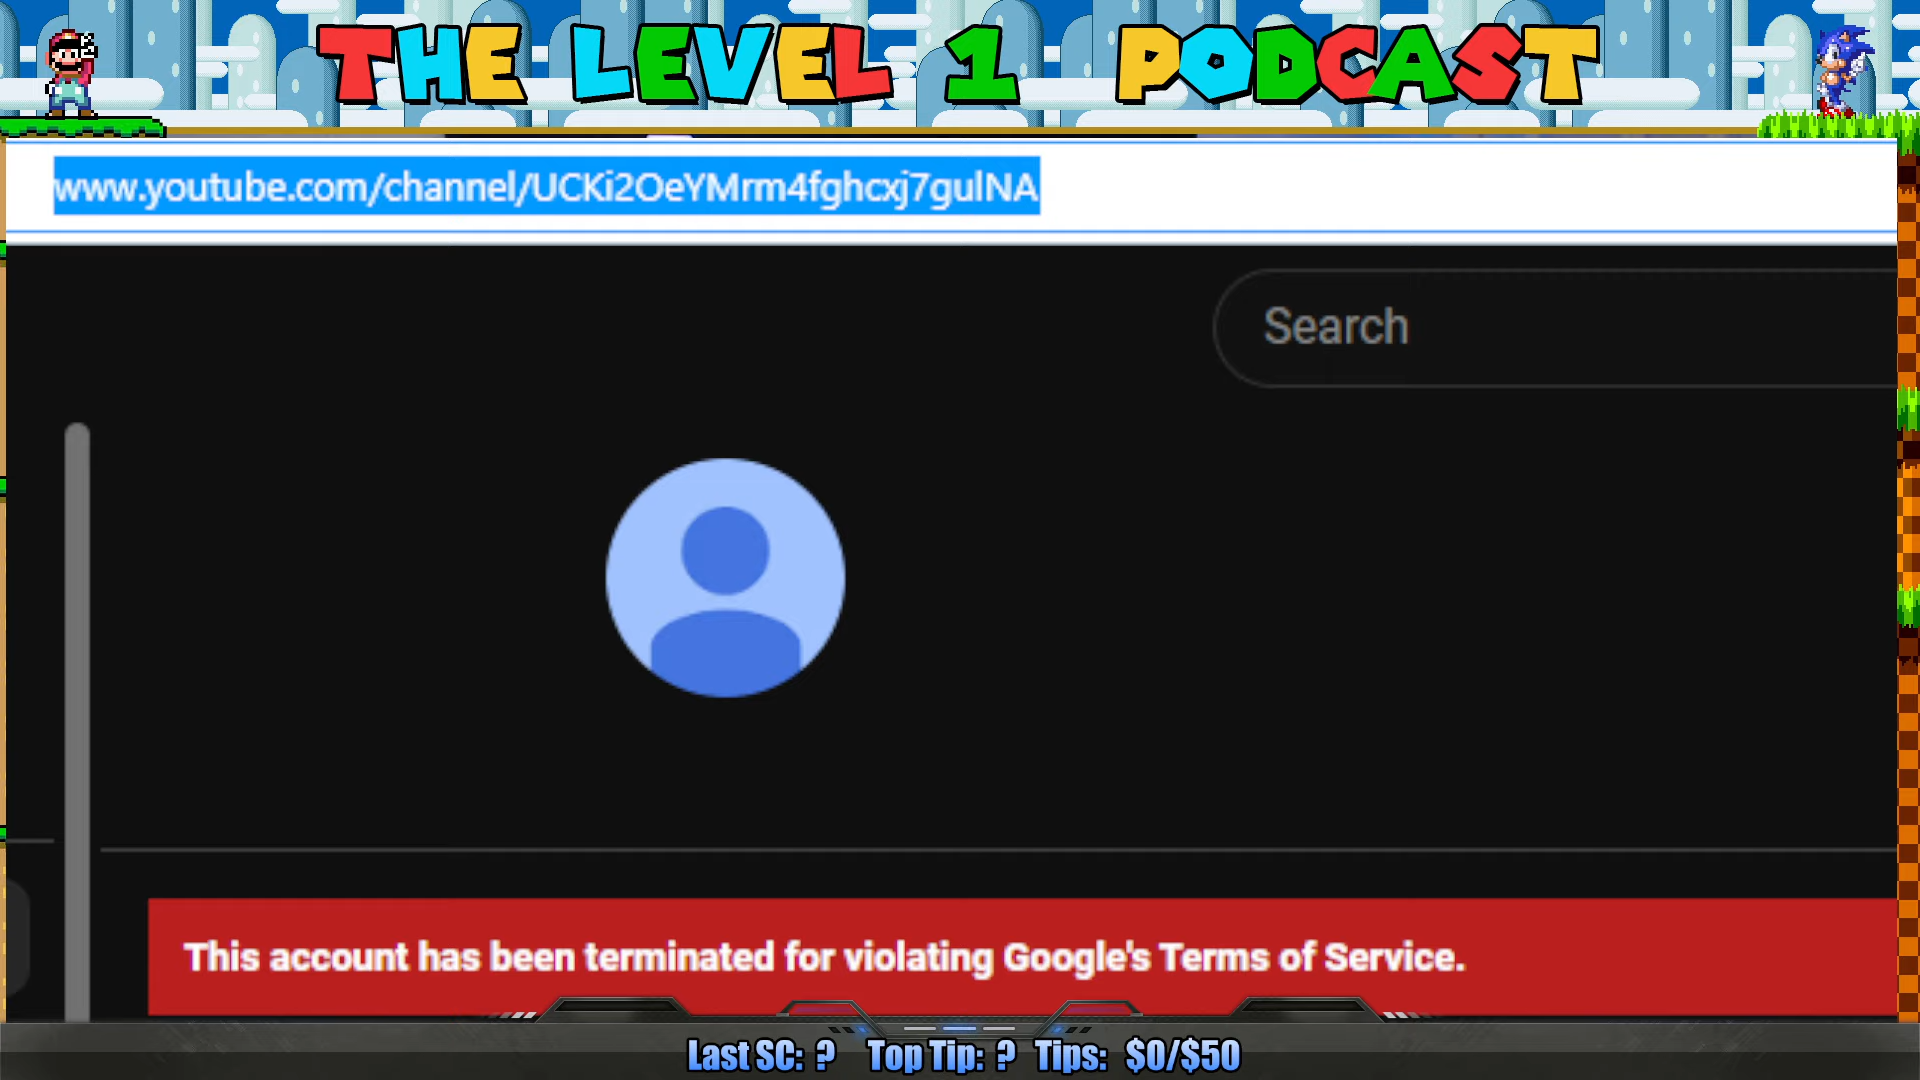 THE LEVEL 1 PODCAST
www.youtube.com/channel/UCKi2OeYMrm4fghcxj7gulNA
Search
This account has been terminated for violating Google's Terms of Service.
Last SC: ? Top Tip: ? Tips: $0/$50